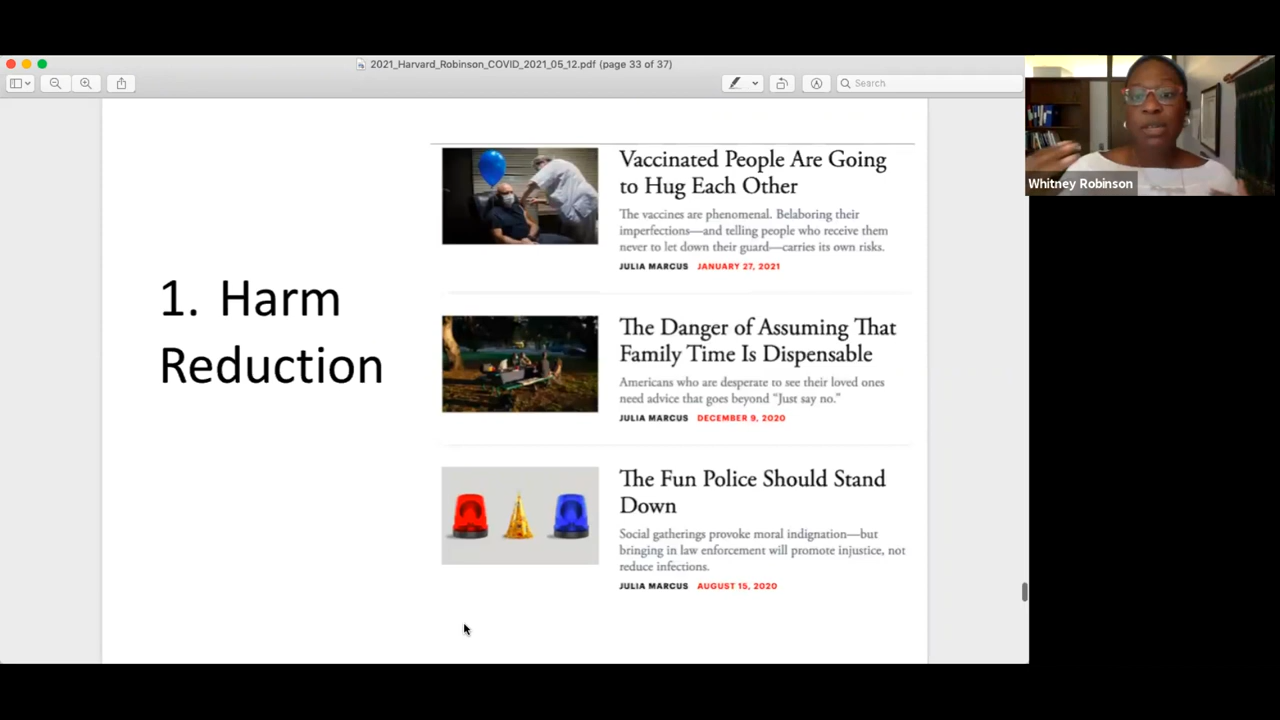 2021_Harvard_Robinson_COVID_2021_05_12.pdf (page 33 of 37)
Search
Whitney Robinson
1. Harm
Reduction
Vaccinated People Are Going
to Hug Each Other
The vaccines are phenomenal. Belaboring their
imperfections—and telling people who receive them
never to let down their guard—carries its own risks.
JULIA MARCUS JANUARY 27, 2021
The Danger of Assuming That
Family Time Is Dispensable
Americans who are desperate to see their loved ones
need advice that goes beyond “Just say no.”
JULIA MARCUS DECEMBER 9, 2020
The Fun Police Should Stand
Down
Social gatherings provoke moral indignation—but
bringing in law enforcement will promote injustice, not
reduce infections.
JULIA MARCUS AUGUST 15, 2020